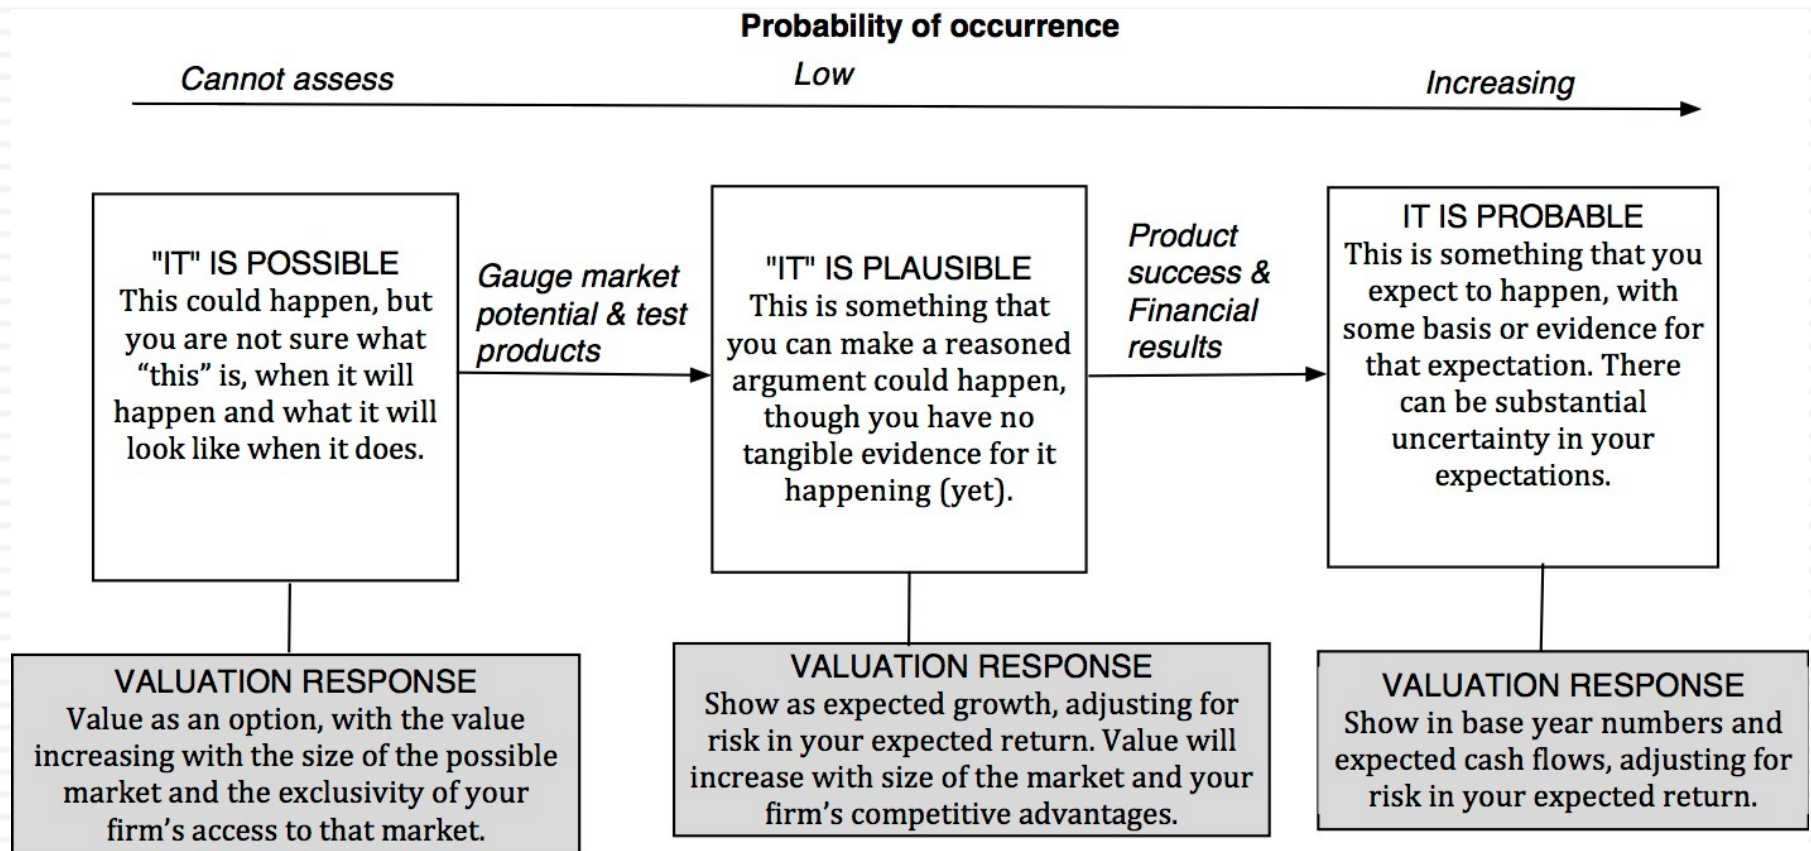 Probability of occurrence
Cannot assess
Low
Increasing
"IT" IS POSSIBLE
This could happen, but
you are not sure what
“this” is, when it will
happen and what it will
look like when it does.
Gauge market
potential & test
products
"IT" IS PLAUSIBLE
This is something that
you can make a reasoned
argument could happen,
though you have no
tangible evidence for it
happening (yet).
Product
success &
Financial
results
IT IS PROBABLE
This is something that you
expect to happen, with
some basis or evidence for
that expectation. There
can be substantial
uncertainty in your
expectations.
VALUATION RESPONSE
Value as an option, with the value
increasing with the size of the possible
market and the exclusivity of your
firm’s access to that market.
VALUATION RESPONSE
Show as expected growth, adjusting for
risk in your expected return. Value will
increase with size of the market and your
firm’s competitive advantages.
VALUATION RESPONSE
Show in base year numbers and
expected cash flows, adjusting for
risk in your expected return.